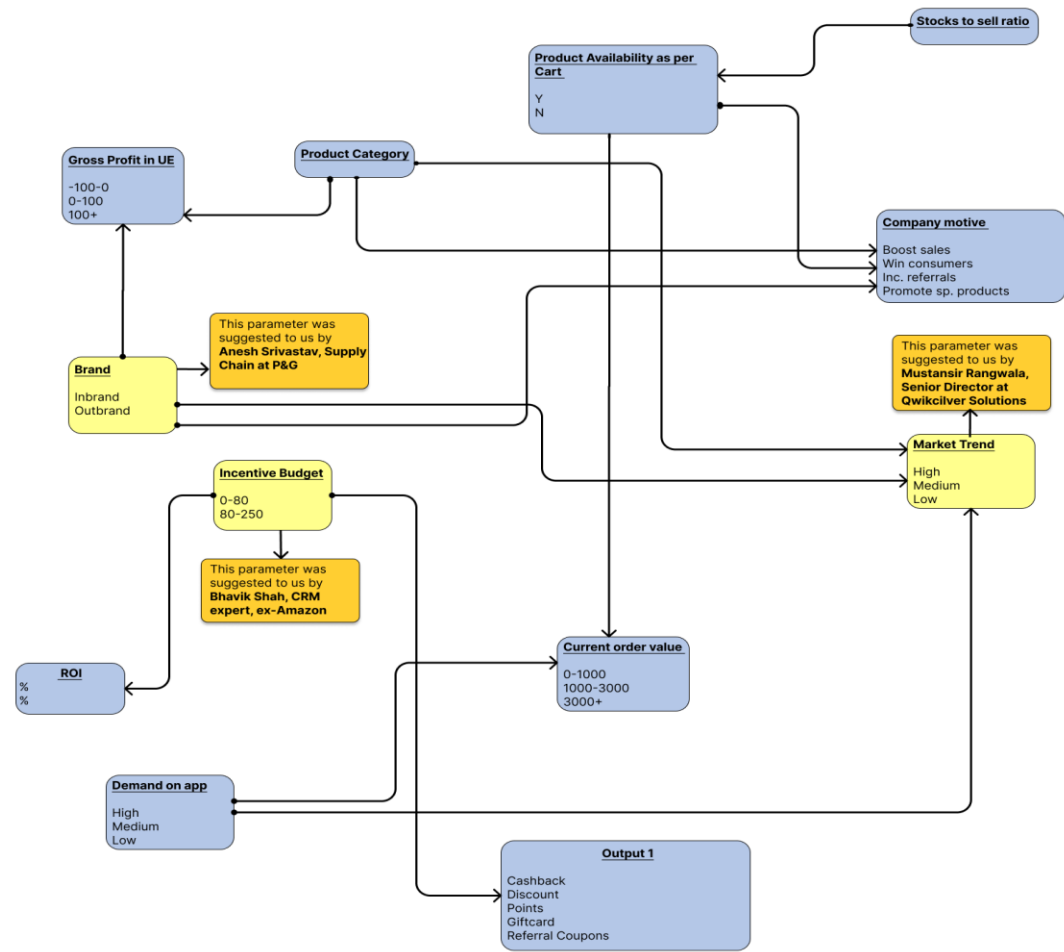 Stocks to sell ratio
Product Availability as per
Cart
Y
N
Product Category
Gross Profit in UE
-100-0
0-100
100+
Company motive
Boost sales
Win consumers
Inc. referrals
Promote sp. products
This parameter was
suggested to us by
Anesh Srivastav, Supply
Chain at P&G
Brand
Inbrand
Outbrand
This parameter was
suggested to us by
Mustansir Rangwala,
Senior Director at
Qwikcilver Solutions
Market Trend
High
Medium
Low
Incentive Budget
0-80
80-250
This parameter was
suggested to us by
Bhavik Shah, CRM
expert, ex-Amazon
Current order value
0-1000
1000-3000
3000+
ROI
%
%
Demand on app
High
Medium
Low
Output 1
Cashback
Discount
Points
Giftcard
Referral Coupons